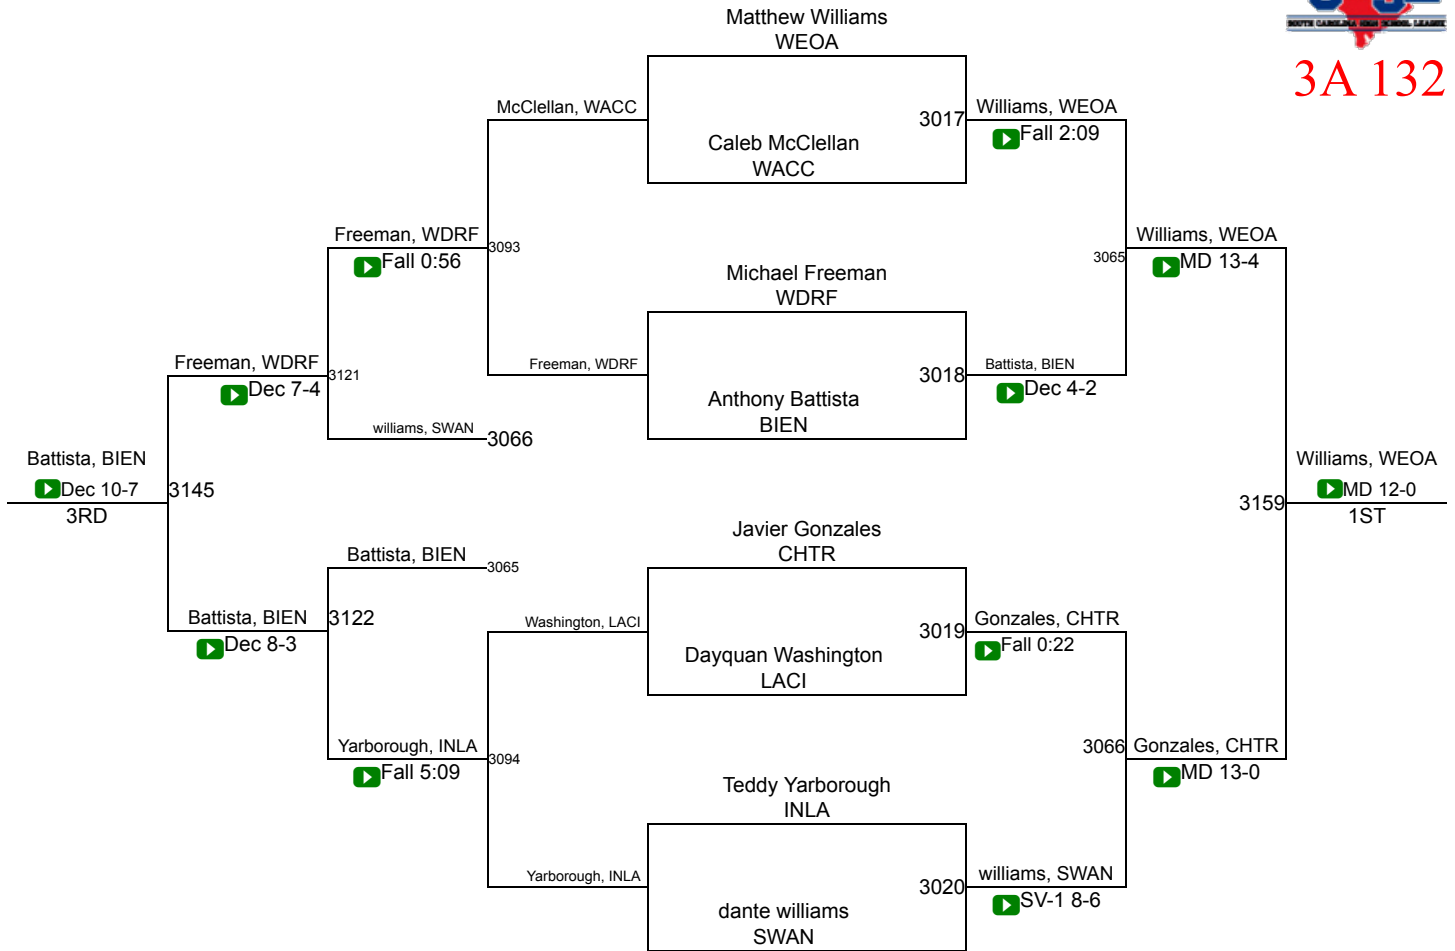 SOUTH CAROLINA HIGH SCHOOL LEAGUE
3A 132
Matthew Williams
WEOA
McClellan, WACC
3017
Williams, WEOA
Fall 2:09
Caleb McClellan
WACC
Freeman, WDRF
3093
Fall 0:56
Williams, WEOA
3065
MD 13-4
Michael Freeman
WDRF
Freeman, WDRF
3121
Dec 7-4
Freeman, WDRF
3018
Battista, BIEN
Dec 4-2
Anthony Battista
BIEN
williams, SWAN
3066
Battista, BIEN
Dec 10-7
3RD
3145
Williams, WEOA
MD 12-0
1ST
3159
Javier Gonzales
CHTR
Battista, BIEN
3065
Battista, BIEN
3122
Dec 8-3
Washington, LACI
3019
Gonzales, CHTR
Fall 0:22
Dayquan Washington
LACI
Yarborough, INLA
3094
Fall 5:09
3066
Gonzales, CHTR
MD 13-0
Teddy Yarborough
INLA
Yarborough, INLA
3020
williams, SWAN
SV-1 8-6
dante williams
SWAN